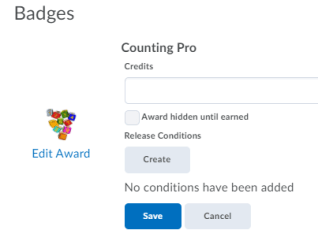 Badges
Counting Pro
Credits
Award hidden until earned
Edit Award
Release Conditions
Create
No conditions have been added
Save
Cancel